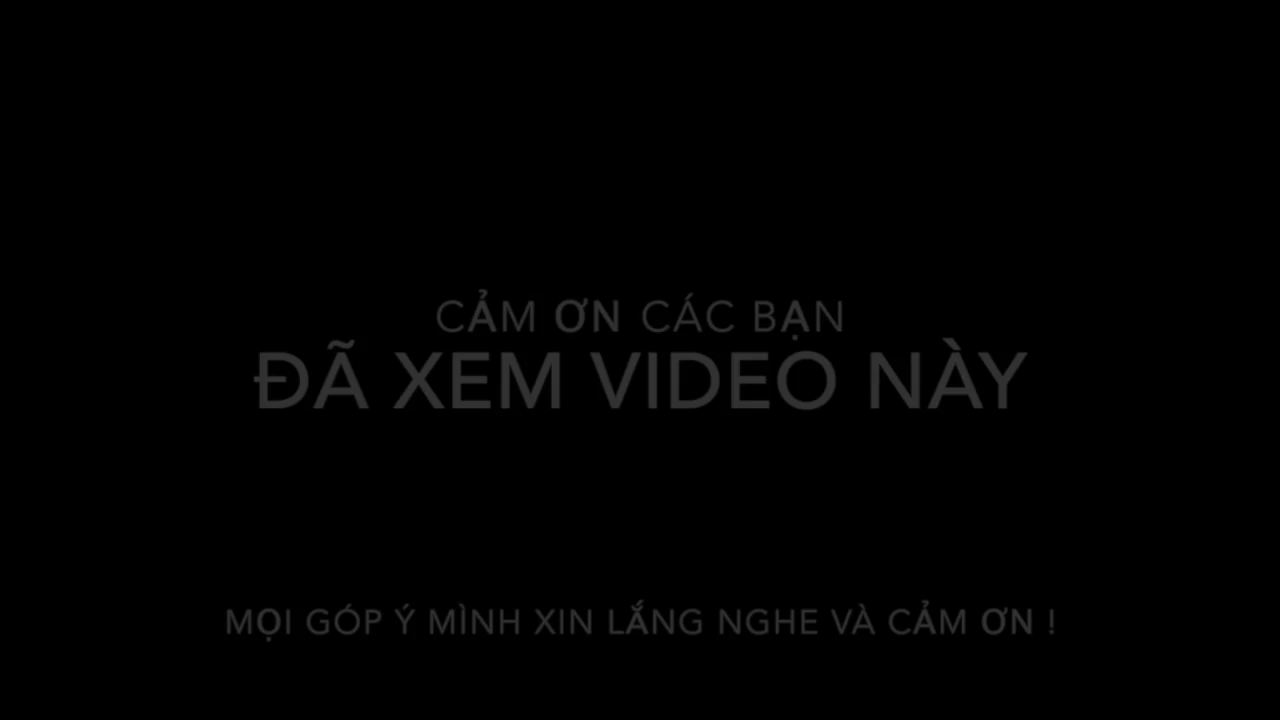 CẢM ƠN CÁC BẠN
ĐÃ XEM VIDEO NÀY
MỌI GÓP Ý MÌNH XIN LẮNG NGHE VÀ CẢM ƠN !